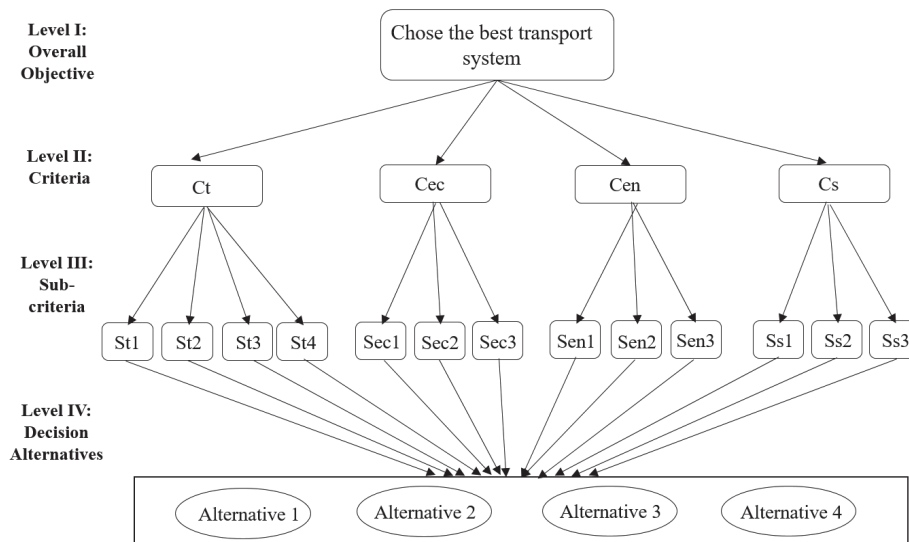 Level I:
Overall
Objective
Chose the best transport
system
Level II:
Criteria
Ct
Cec
Cen
Cs
Level III:
Sub-
criteria
St1
St2
St3
St4
Sec1
Sec2
Sec3
Sen1
Sen2
Sen3
Ss1
Ss2
Ss3
Level IV:
Decision
Alternatives
Alternative 1
Alternative 2
Alternative 3
Alternative 4